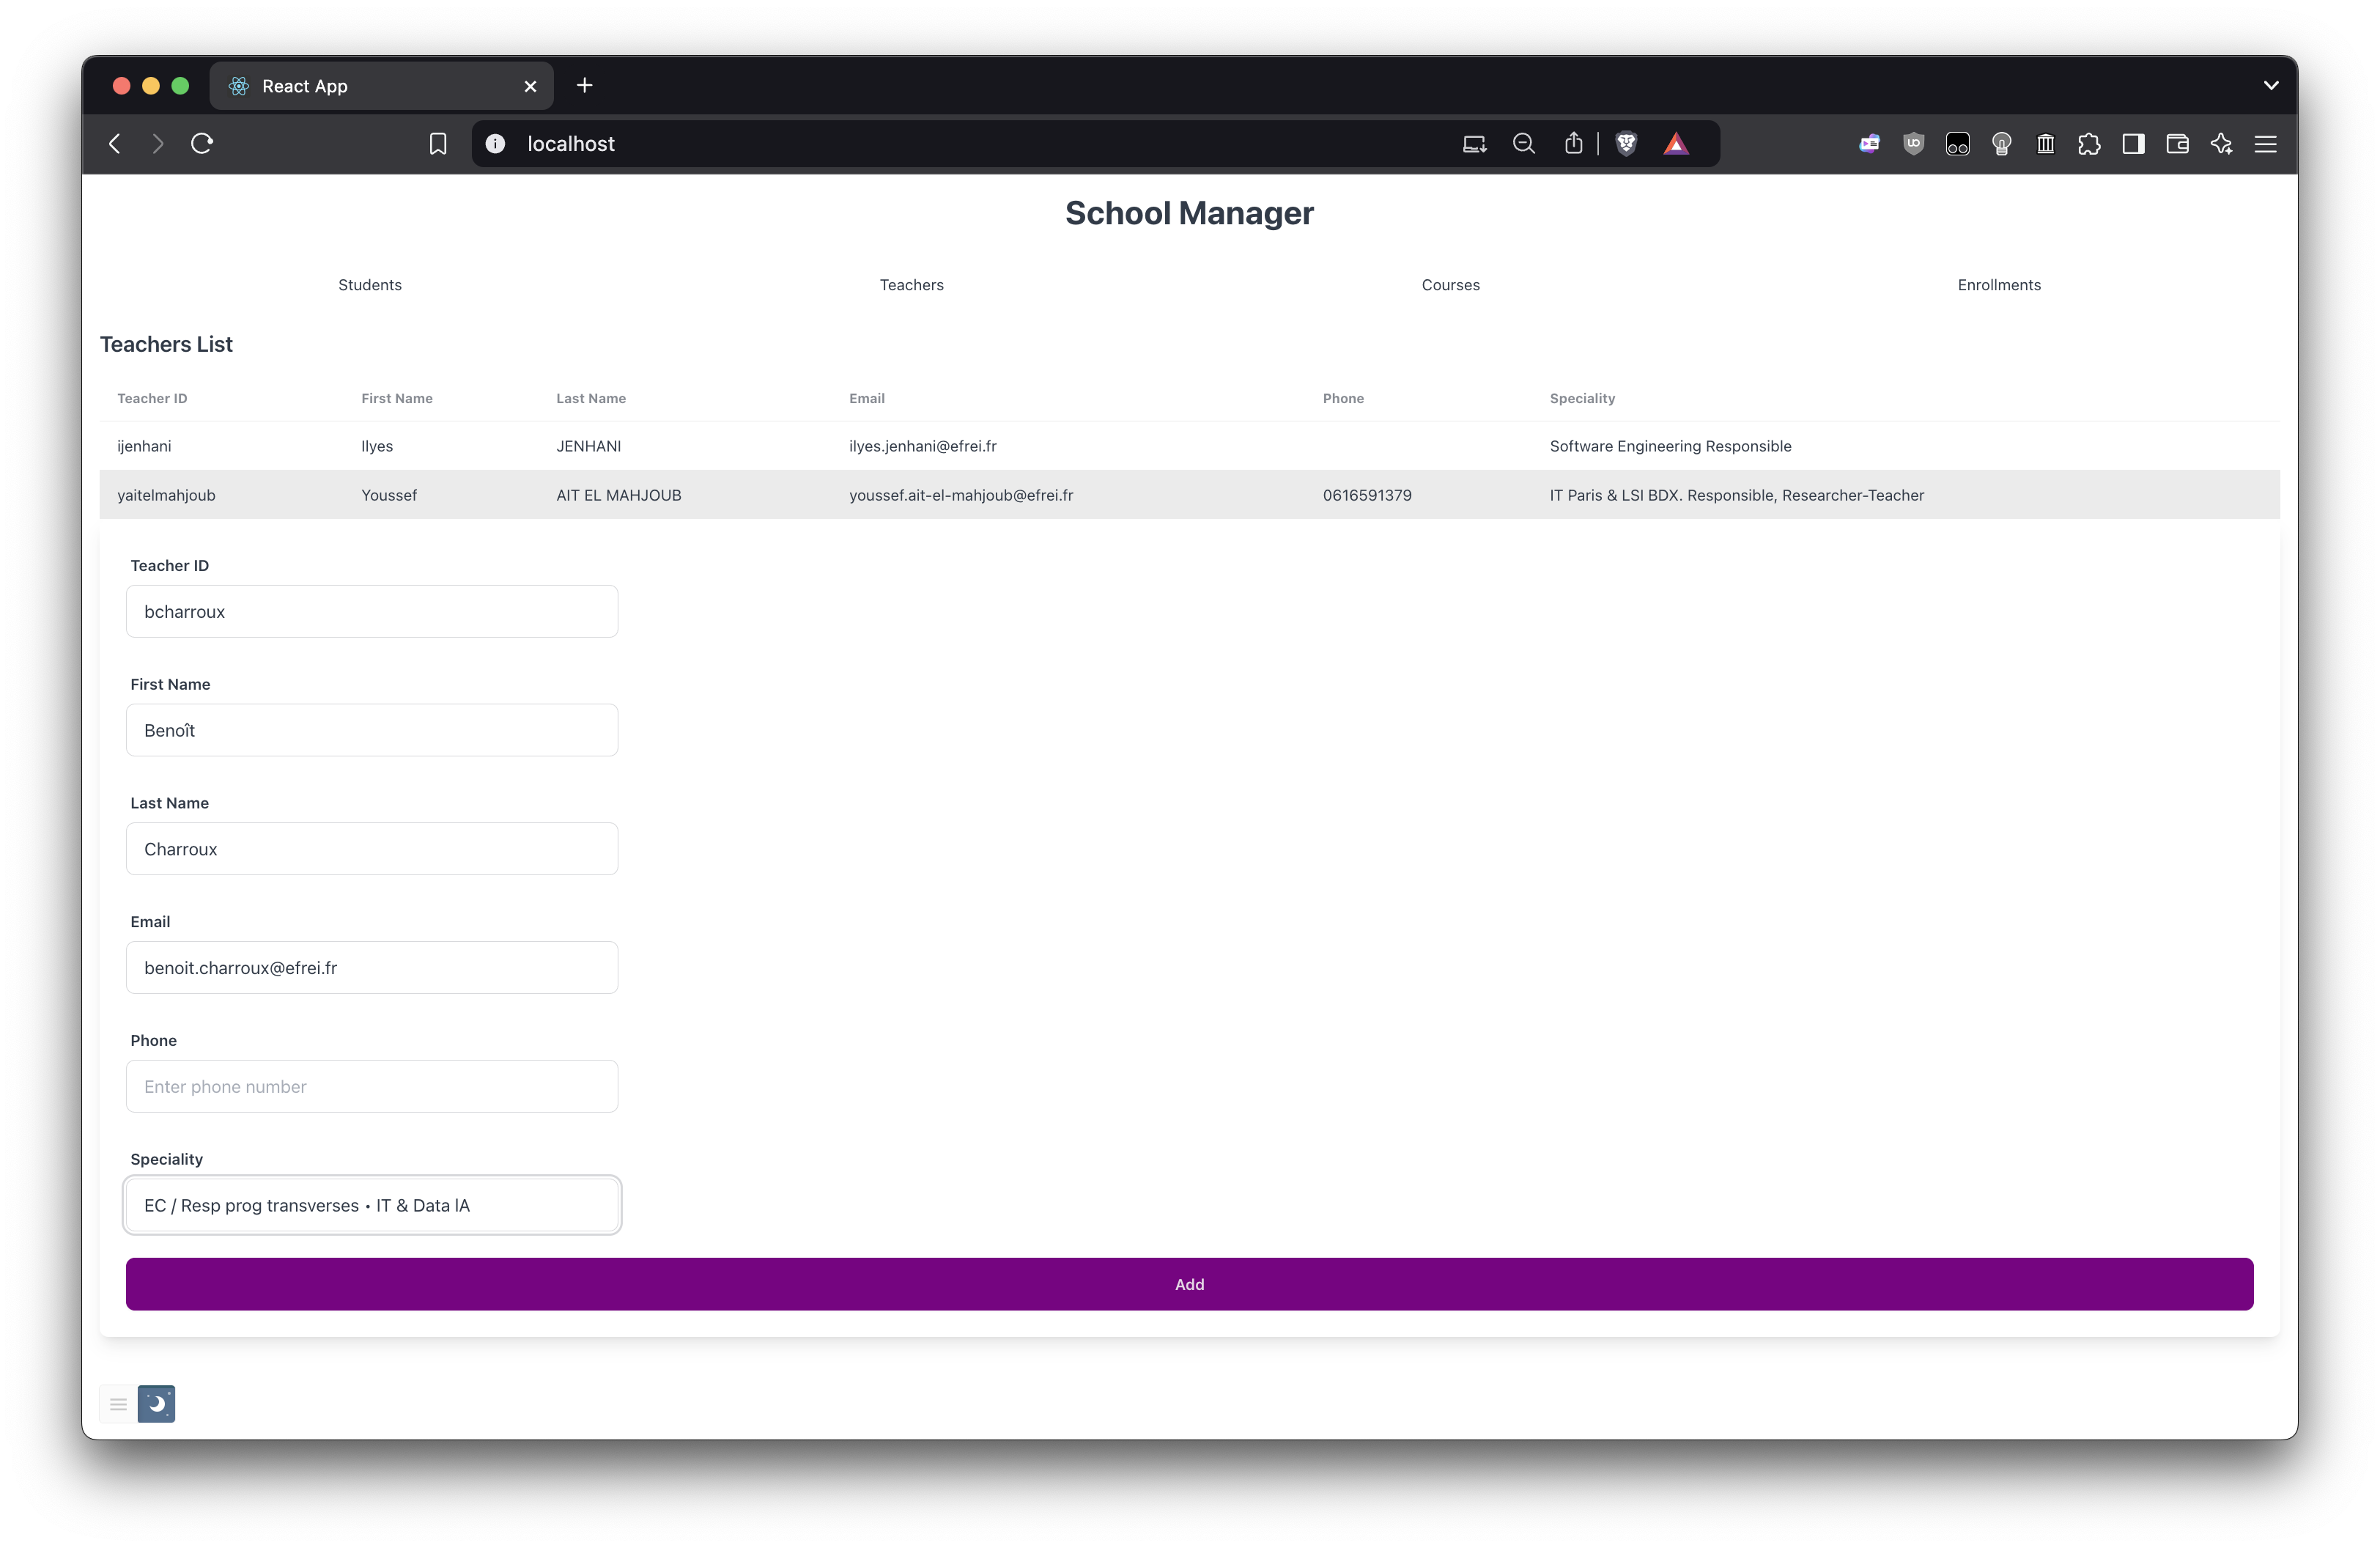 React App
localhost
School Manager
Students Teachers Courses Enrollments
Teachers List
Teacher ID First Name Last Name Email Phone Speciality
ijenhani Ilyes JENHANI ilyes.jenhani@efrei.fr Software Engineering Responsible
yaitelmahjoub Youssef AIT EL MAHJOUB youssef.ait-el-mahjoub@efrei.fr 0616591379 IT Paris & LSI BDX. Responsible, Researcher-Teacher
Teacher ID
bcharroux
First Name
Benoît
Last Name
Charroux
Email
benoit.charroux@efrei.fr
Phone
Enter phone number
Speciality
EC / Resp prog transverses • IT & Data IA
Add